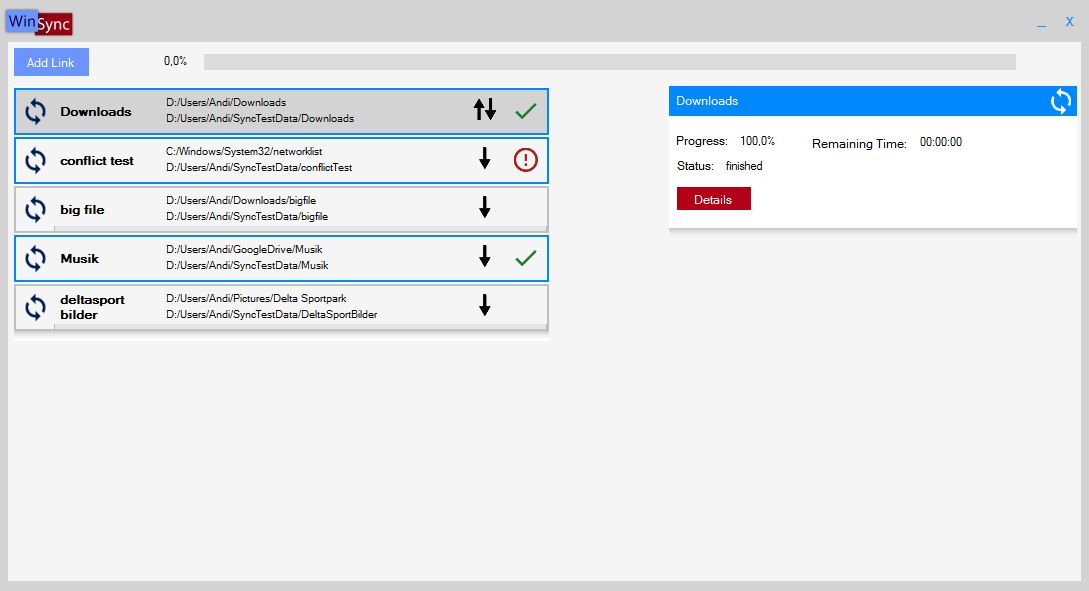 Win Sync
_ X
Add Link 0,0%
Downloads
D:/Users/Andi/Downloads
D:/Users/Andi/SyncTestData/Downloads
conflict test
C:/Windows/System32/networklist
D:/Users/Andi/SyncTestData/conflictTest
big file
D:/Users/Andi/Downloads/bigfile
D:/Users/Andi/SyncTestData/bigfile
Musik
D:/Users/Andi/GoogleDrive/Musik
D:/Users/Andi/SyncTestData/Musik
deltasport
bilder
D:/Users/Andi/Pictures/Delta Sportpark
D:/Users/Andi/SyncTestData/DeltaSportBilder
Downloads
Progress: 100,0% Remaining Time: 00:00:00
Status: finished
Details